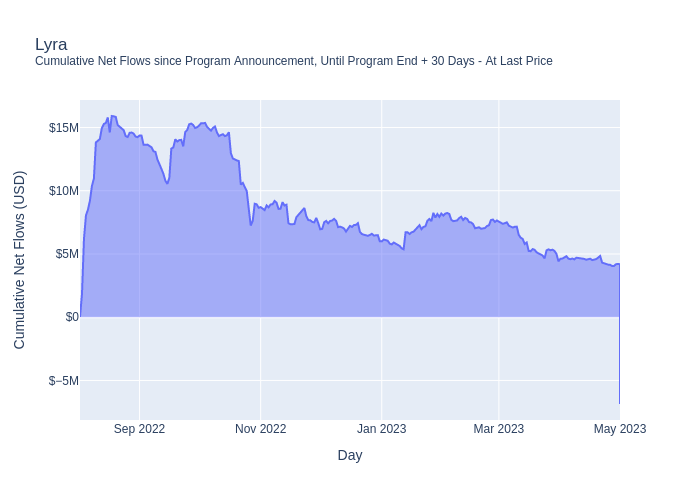 Lyra
Cumulative Net Flows since Program Announcement, Until Program End + 30 Days - At Last Price
$15M
$10M
$5M
$0
$−5M
Cumulative Net Flows (USD)
Sep 2022
Nov 2022
Jan 2023
Mar 2023
May 2023
Day